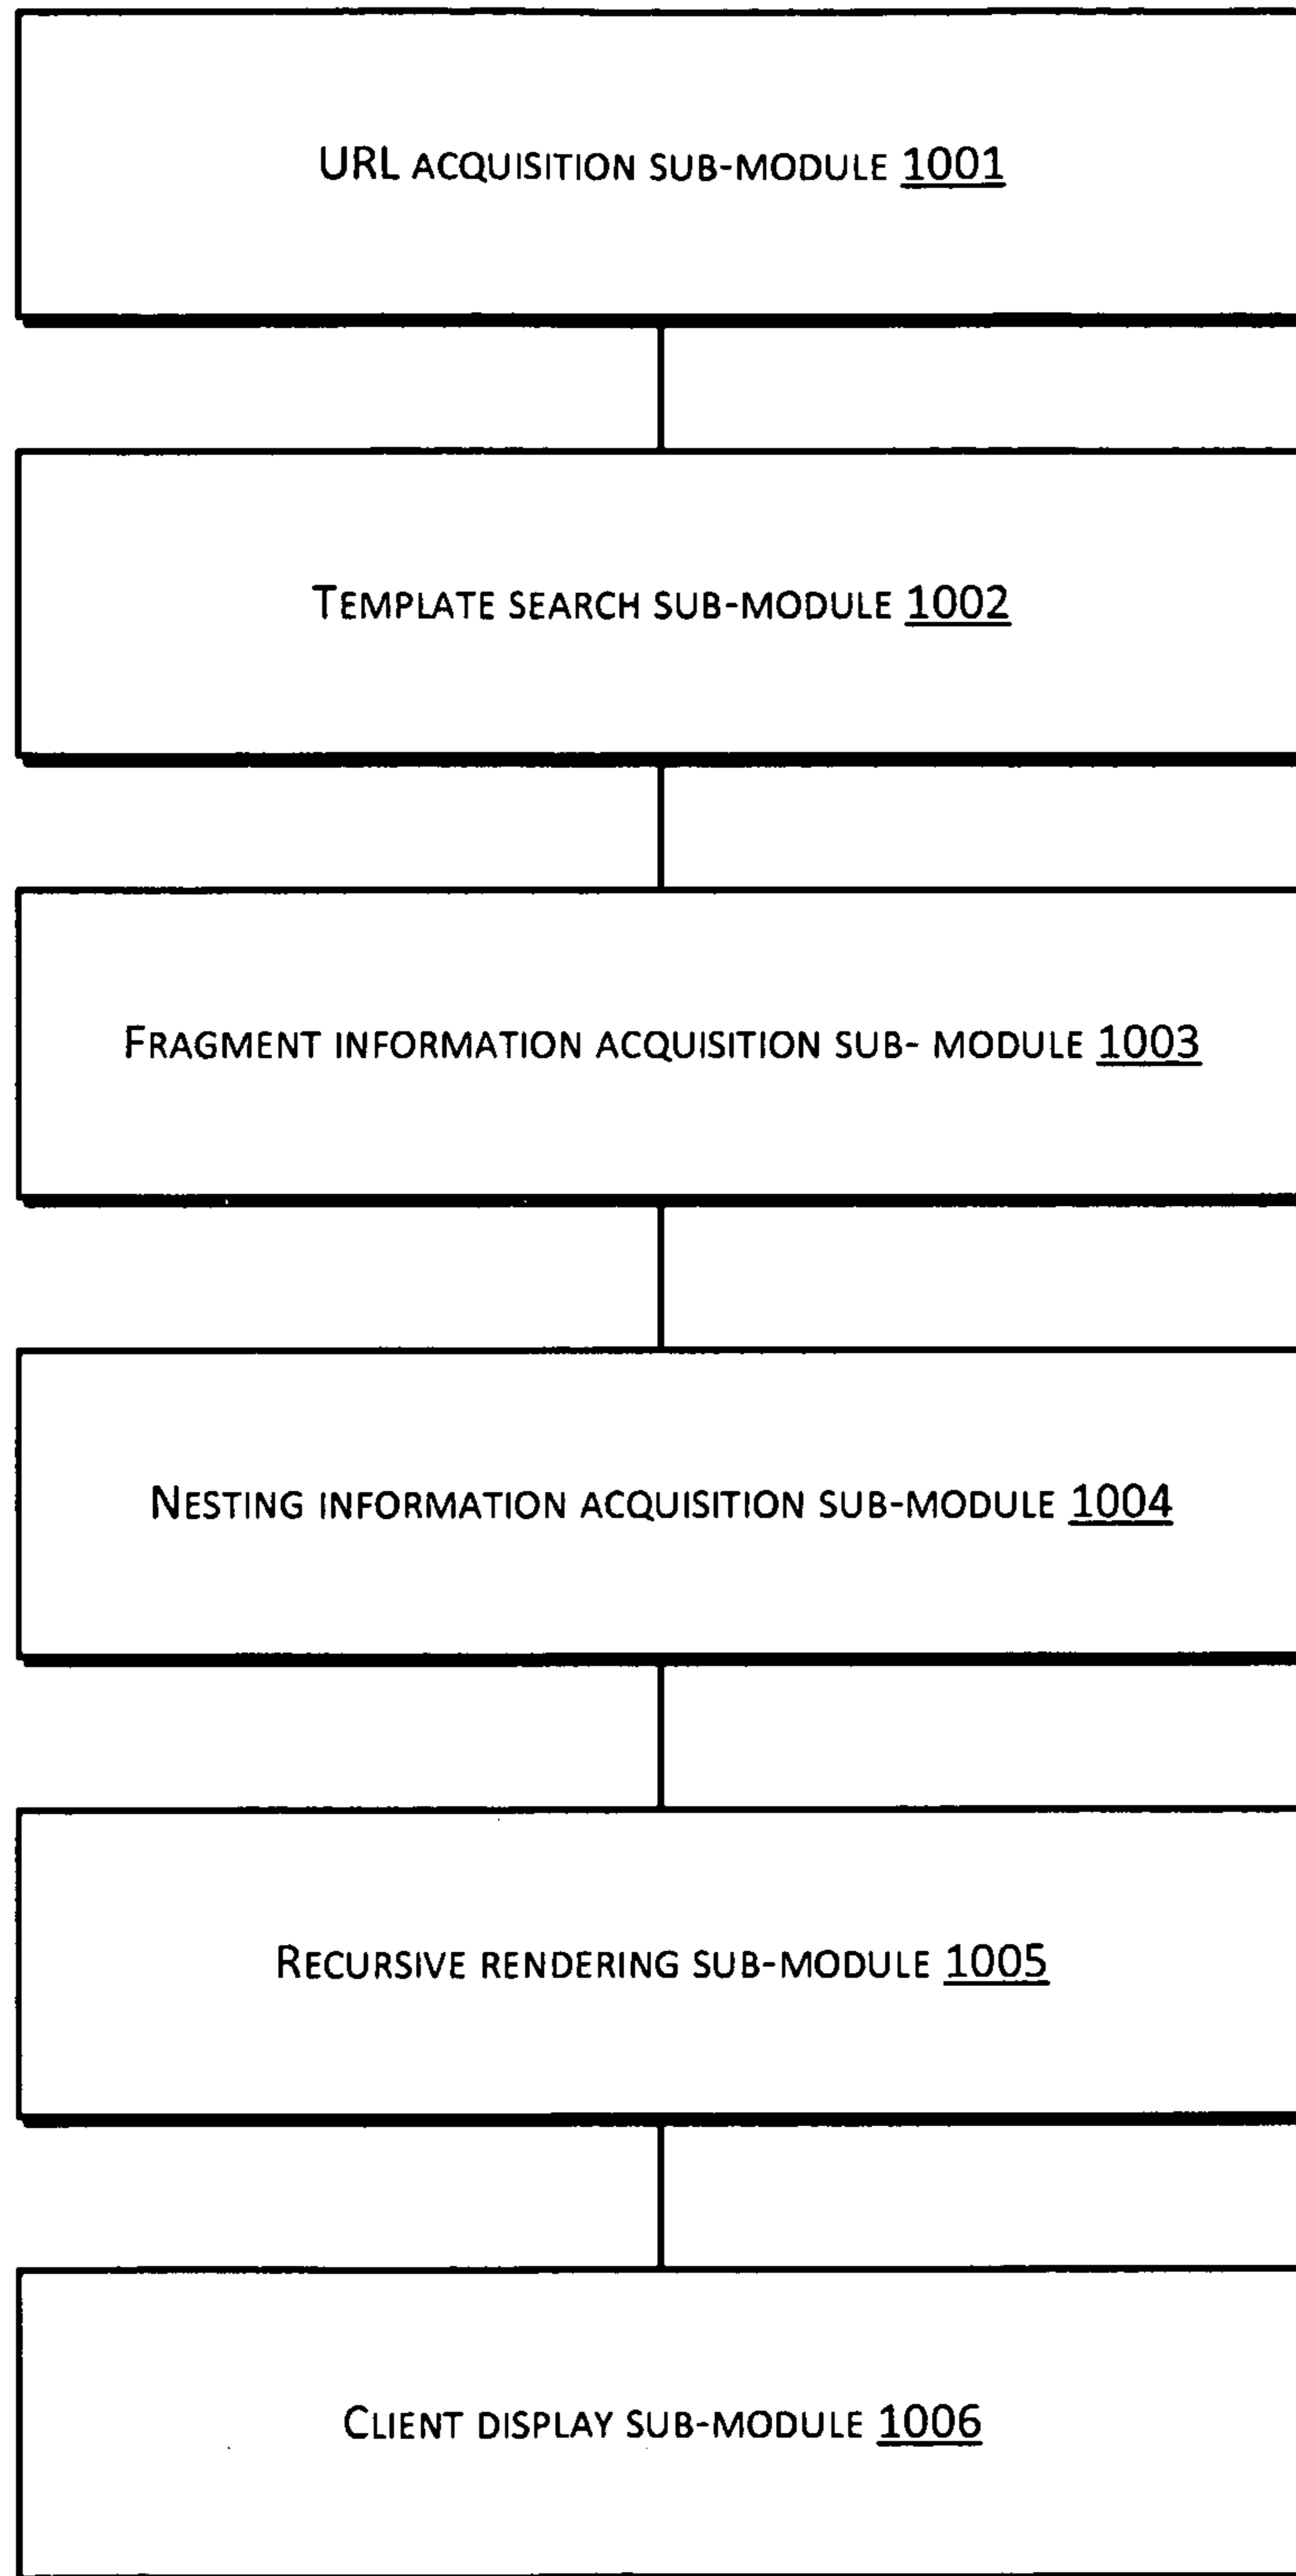 URL ACQUISITION SUB-MODULE 1001
TEMPLATE SEARCH SUB-MODULE 1002
FRAGMENT INFORMATION ACQUISITION SUB- MODULE 1003
NESTING INFORMATION ACQUISITION SUB-MODULE 1004
RECURSIVE RENDERING SUB-MODULE 1005
CLIENT DISPLAY SUB-MODULE 1006